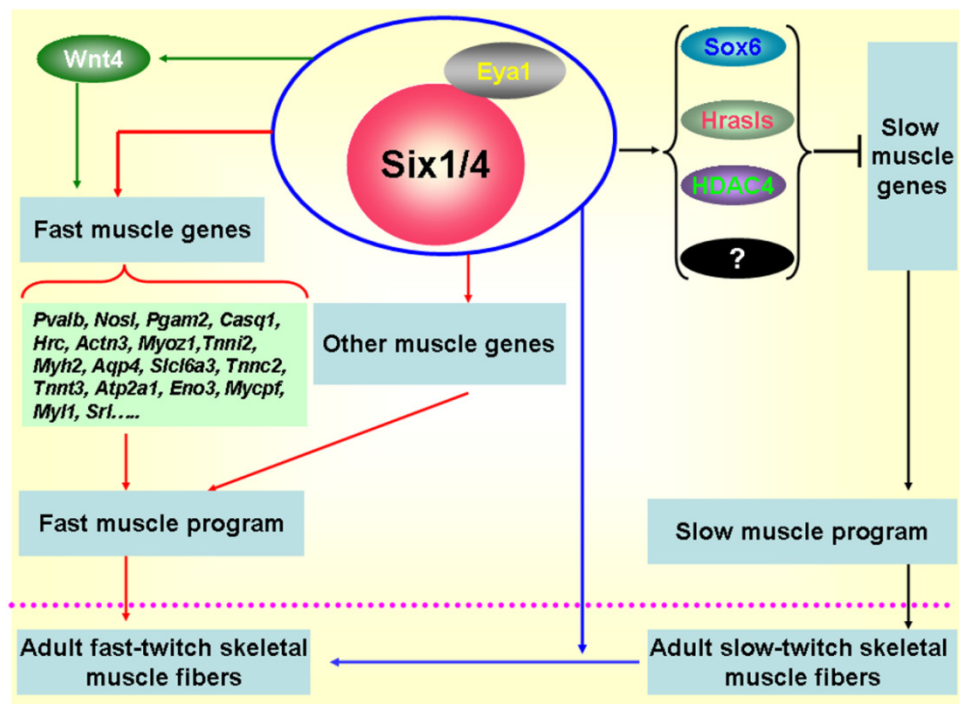 Wnt4
Eya1
Six1/4
Sox6
Hrasls
HDAC4
?
Slow
muscle
genes
Fast muscle genes
Pvalb, Nosl, Pgam2, Casq1,
Hrc, Actn3, Myoz1,Tnni2,
Myh2, Aqp4, Slcl6a3, Tnnc2,
Tnnt3, Atp2a1, Eno3, Mycpf,
Myl1, Srl.....
Other muscle genes
Fast muscle program
Slow muscle program
Adult fast-twitch skeletal
muscle fibers
Adult slow-twitch skeletal
muscle fibers